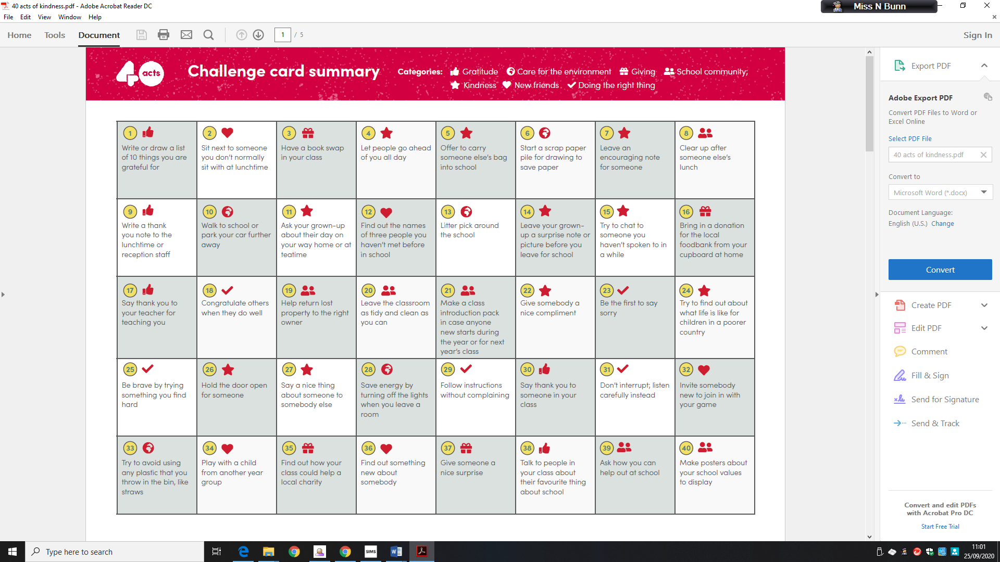 40 acts of kindness.pdf - Adobe Acrobat Reader DC
Miss N Bunn
File Edit View Window Help
Home Tools Document
1 / 5
Sign In
40 acts
Challenge card summary
Categories: Gratitude Care for the environment Giving School community;
Kindness New friends Doing the right thing
1
Write or draw a list
of 10 things you are
grateful for
2
Sit next to someone
you don't normally
sit with at lunchtime
3
Have a book swap
in your class
4
Let people go ahead
of you all day
5
Offer to carry
someone else's bag
into school
6
Start a scrap paper
pile for drawing to
save paper
7
Leave an
encouraging note
for someone
8
Clear up after
someone else's
lunch
9
Write a thank
you note to the
lunchtime or
reception staff
10
Walk to school or
park your car further
away
11
Ask your grown-up
about their day on
your way home or at
teatime
12
Find out the names
of three people you
haven't met before
in school
13
Litter pick around
the school
14
Leave your grown-
up a surprise note or
picture before you
leave for school
15
Try to chat to
someone you
haven't spoken to in
a while
16
Bring in a donation
for the local
foodbank from your
cupboard at home
17
Say thank you to
your teacher for
teaching you
18
Congratulate others
when they do well
19
Help return lost
property to the right
owner
20
Leave the classroom
as tidy and clean as
you can
21
Make a class
introduction pack
in case anyone
new starts during
the year or for next
year's class
22
Give somebody a
nice compliment
23
Be the first to say
sorry
24
Try to find out about
what life is like for
children in a poorer
country
25
Be brave by trying
something you find
hard
26
Hold the door open
for someone
27
Say a nice thing
about someone to
somebody else
28
Save energy by
turning off the lights
when you leave a
room
29
Follow instructions
without complaining
30
Say thank you to
someone in your
class
31
Don't interrupt; listen
carefully instead
32
Invite somebody
new to join in with
your game
33
Try to avoid using
any plastic that you
throw in the bin, like
straws
34
Play with a child
from another year
group
35
Find out how your
class could help a
local charity
36
Find out something
new about
somebody
37
Give someone a
nice surprise
38
Talk to people in
your class about
their favourite thing
about school
39
Ask how you can
help out at school
40
Make posters about
your school values
to display
Export PDF
Adobe Export PDF
Convert PDF Files to Word or
Excel Online
Select PDF File
40 acts of kindness.pdf
Convert to
Microsoft Word (*.docx)
Document Language:
English (U.S.) Change
Convert
Create PDF
Edit PDF
Comment
Fill & Sign
Send for Signature
Send & Track
Convert and edit PDFs
with Acrobat Pro DC
Start Free Trial
Type here to search
SIMS
11:01
25/09/2020